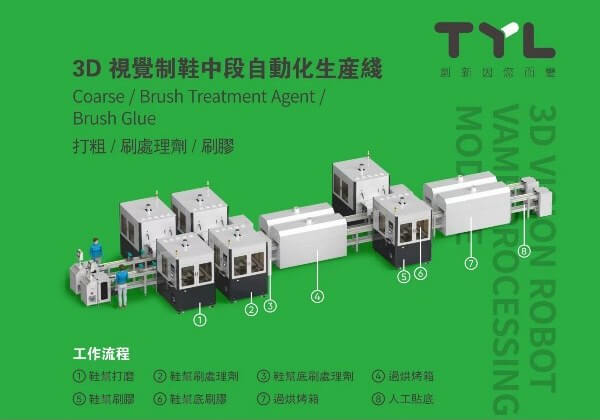 TYL
創新因您而變
3D 視覺制鞋中段自動化生產綫
Coarse / Brush Treatment Agent /
Brush Glue
打粗 / 刷處理劑 / 刷膠
3D VISION ROBOT
VAMP PROCESSING
MODULE
1
2
3
4
5
6
7
8
工作流程
① 鞋幫打磨 ② 鞋幫刷處理劑 ③ 鞋幫底刷處理劑 ④ 過烘烤箱
⑤ 鞋幫刷膠 ⑥ 鞋幫底刷膠 ⑦ 過烘烤箱 ⑧ 人工貼底